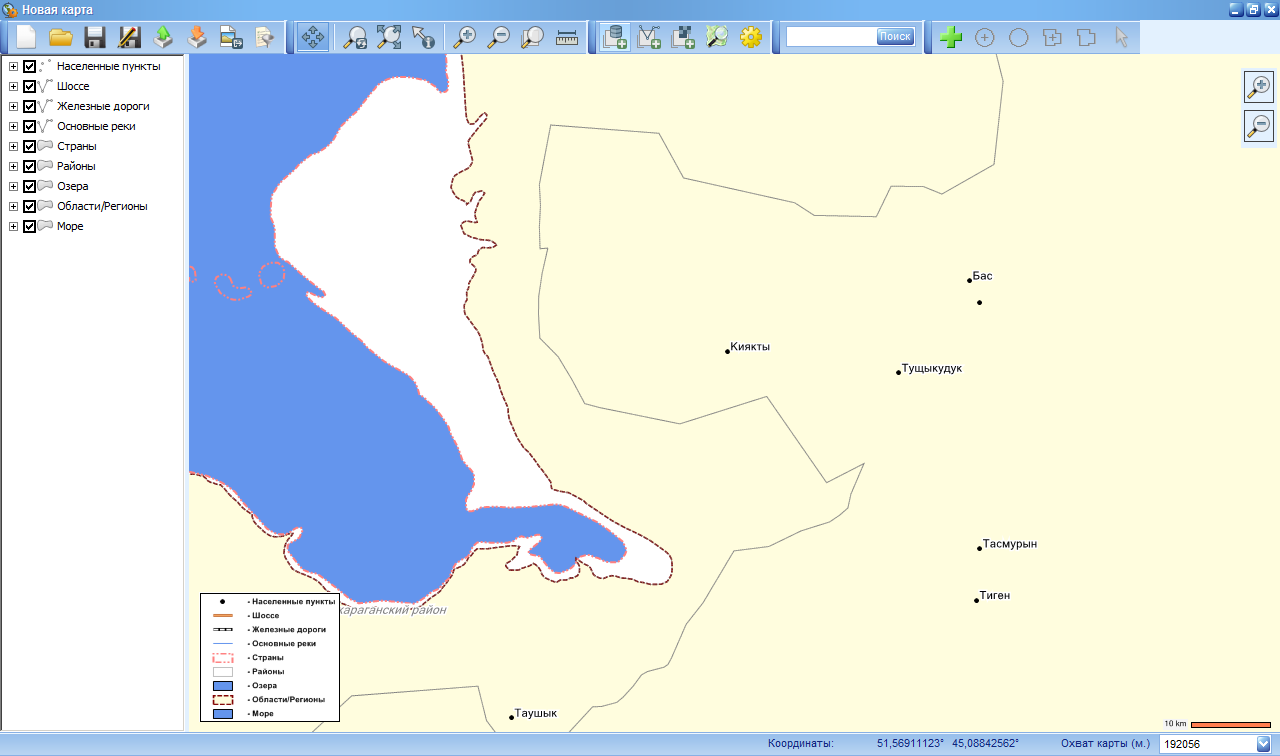 Новая карта
Поиск
Населенные пункты
Шоссе
Железные дороги
Основные реки
Страны
Районы
Озера
Области/Регионы
Море
Бас
Киякты
Тущыкудук
Тасмурын
Тиген
караганский район
Таушык
- Населенные пункты
- Шоссе
- Железные дороги
- Основные реки
- Страны
- Районы
- Озера
- Области/Регионы
- Море
10 km
Координаты: 51,56911123° 45,08842562° Охват карты (м.) 192056